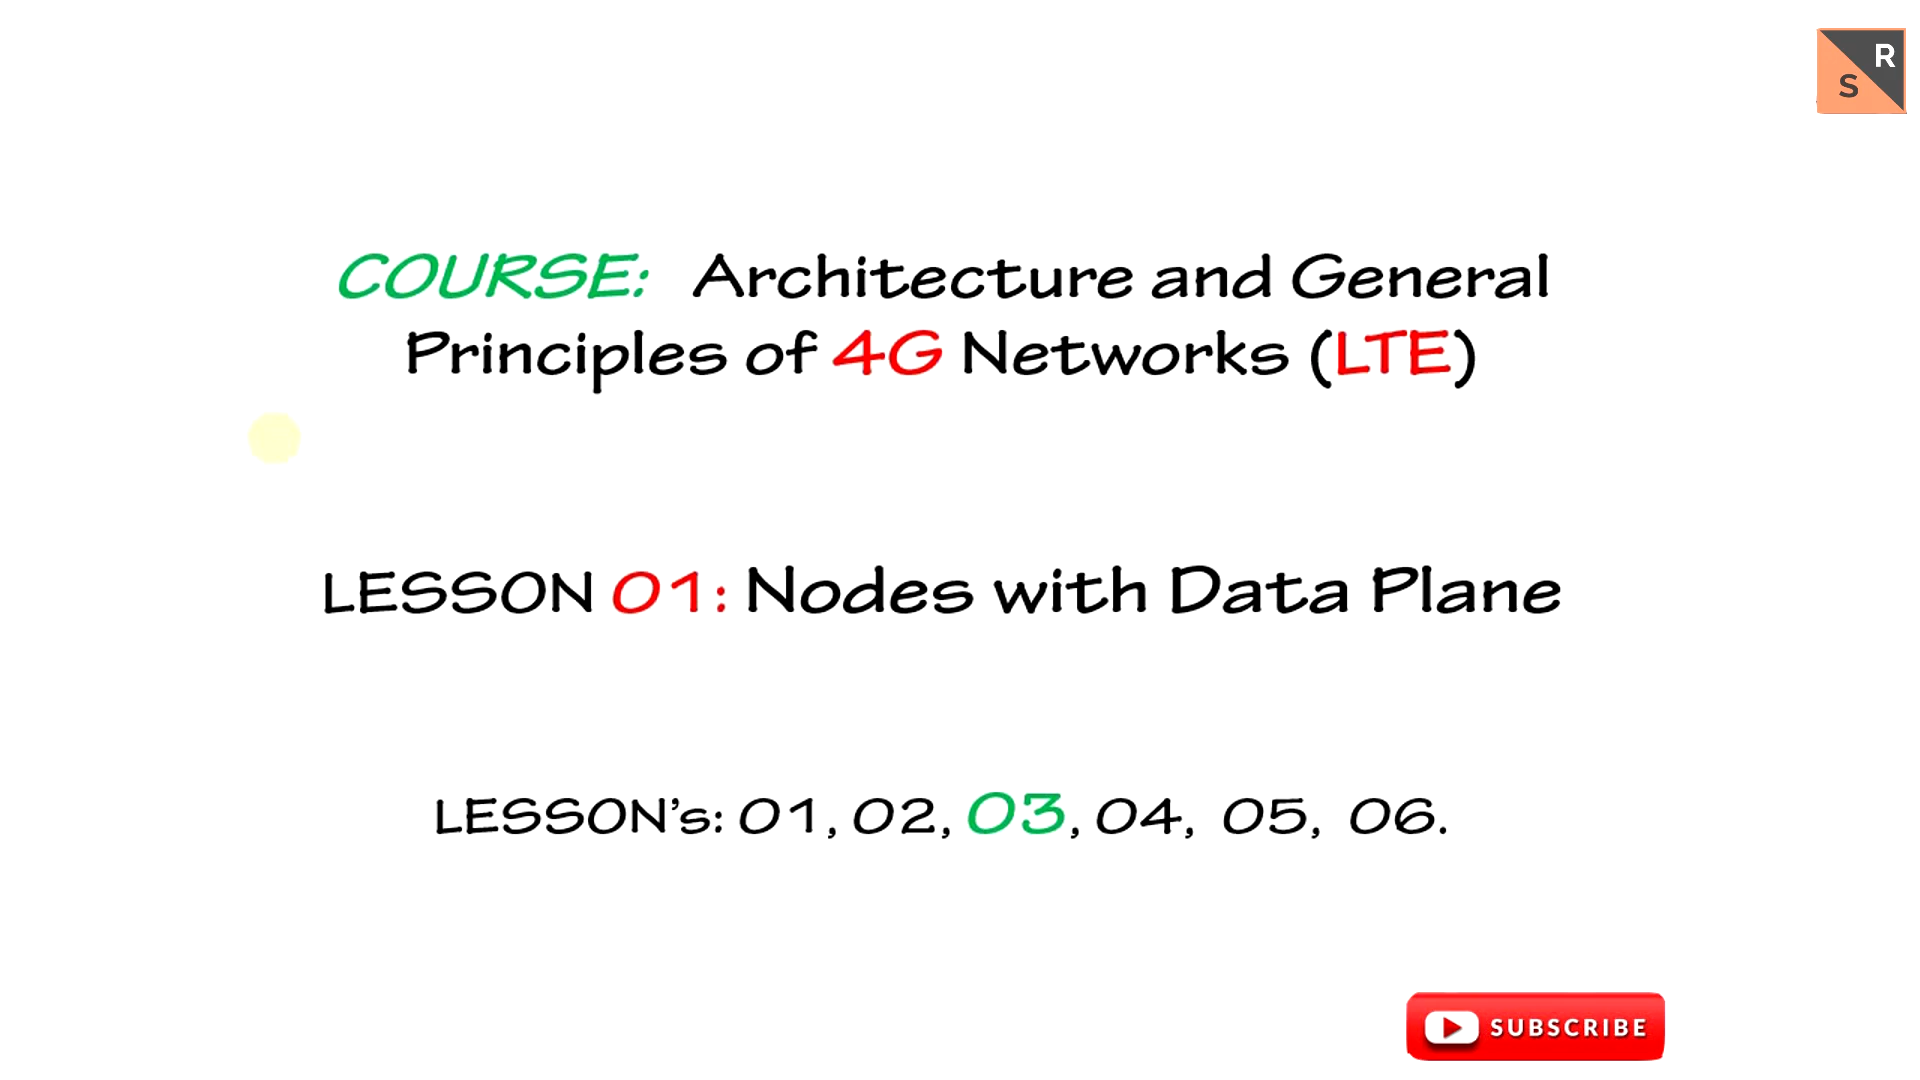 R
S
COURSE: Architecture and General
Principles of 4G Networks (LTE)
LESSON 01: Nodes with Data Plane
LESSON's: 01, 02, 03, 04, 05, 06.
SUBSCRIBE